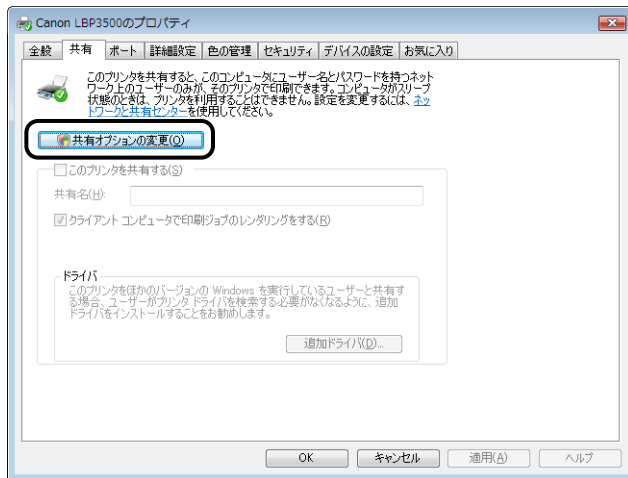 Canon LBP3500のプロパティ
全般 共有 ポート 詳細設定 色の管理 セキュリティ デバイスの設定 お気に入り
このプリンタを共有すると、このコンピュータにユーザー名とパスワードを持つネット
ワーク上のユーザーのみが、そのプリンタで印刷できます。コンピュータがスリープ
状態のときは、プリンタを利用することはできません。設定を変更するには、ネッ
トワークと共有センターを使用してください。
共有オプションの変更(O)
このプリンタを共有する(S)
共有名(H):
クライアント コンピュータで印刷ジョブのレンダリングをする(R)
ドライバ
このプリンタをほかのバージョンの Windows を実行しているユーザーと共有す
る場合、ユーザーがプリンタ ドライバを検索する必要がなくなるように、追加
ドライバをインストールすることをお勧めします。
追加ドライバ(D)...
OK キャンセル 適用(A) ヘルプ